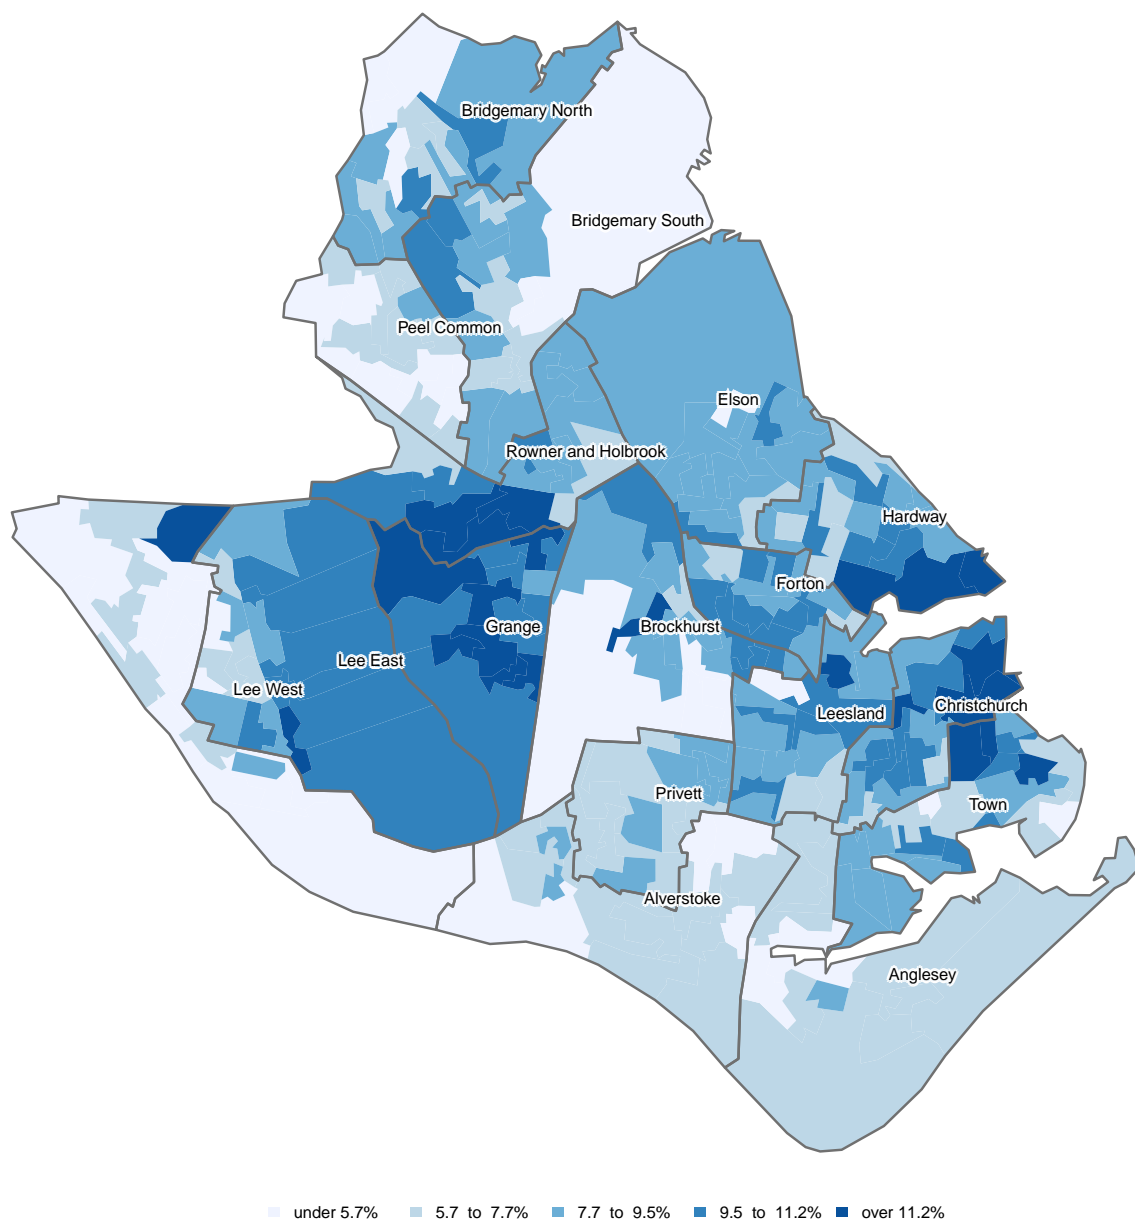 Bridgemary North
Bridgemary South
Peel Common
Elson
Rowner and Holbrook
Hardway
Forton
Grange
Brockhurst
Lee East
Lee West
Christchurch
Leesland
Privett
Town
Alverstoke
Anglesey
under 5.7% 5.7 to 7.7% 7.7 to 9.5% 9.5 to 11.2% over 11.2%